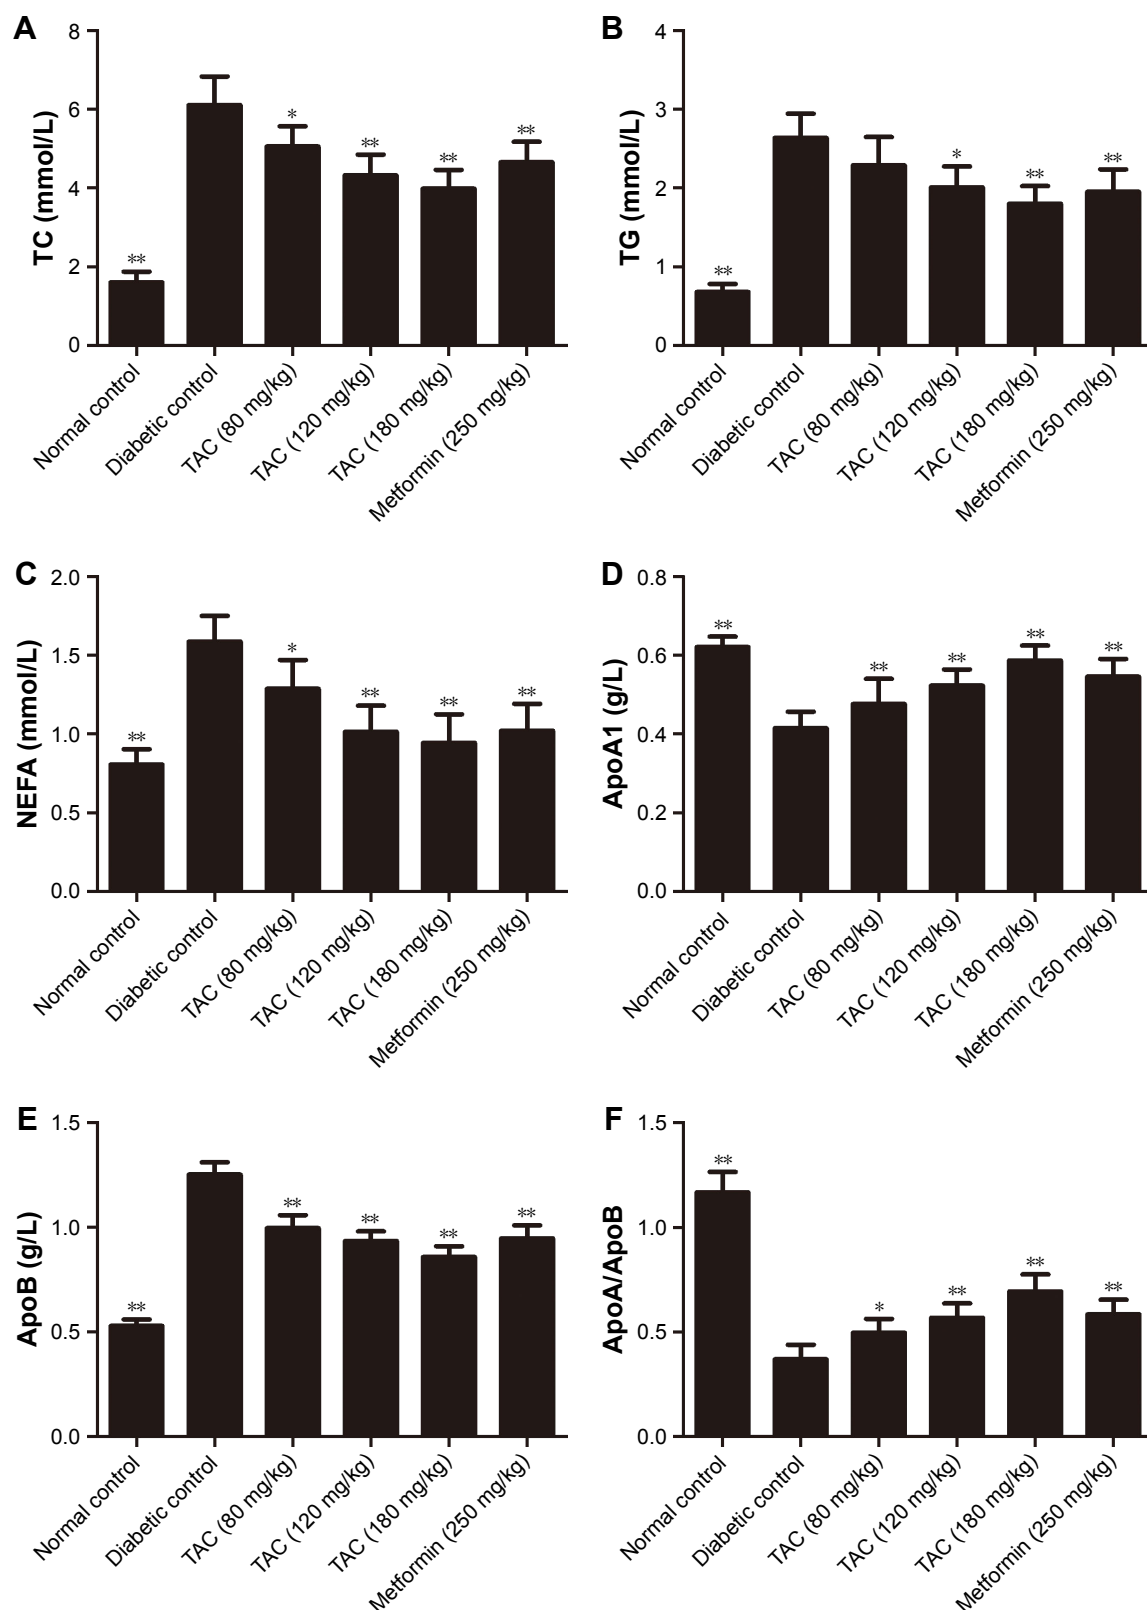 A
TC (mmol/L)
8
6
4
2
0
**
*
**
**
**
Normal control
Diabetic control
TAC (80 mg/kg)
TAC (120 mg/kg)
TAC (180 mg/kg)
Metformin (250 mg/kg)
B
TG (mmol/L)
4
3
2
1
0
**
*
**
**
Normal control
Diabetic control
TAC (80 mg/kg)
TAC (120 mg/kg)
TAC (180 mg/kg)
Metformin (250 mg/kg)
C
NEFA (mmol/L)
2.0
1.5
1.0
0.5
0.0
**
*
**
**
**
Normal control
Diabetic control
TAC (80 mg/kg)
TAC (120 mg/kg)
TAC (180 mg/kg)
Metformin (250 mg/kg)
D
ApoA1 (g/L)
0.8
0.6
0.4
0.2
0.0
**
**
**
**
**
Normal control
Diabetic control
TAC (80 mg/kg)
TAC (120 mg/kg)
TAC (180 mg/kg)
Metformin (250 mg/kg)
E
ApoB (g/L)
1.5
1.0
0.5
0.0
**
**
**
**
**
Normal control
Diabetic control
TAC (80 mg/kg)
TAC (120 mg/kg)
TAC (180 mg/kg)
Metformin (250 mg/kg)
F
ApoA/ApoB
1.5
1.0
0.5
0.0
**
*
**
**
**
Normal control
Diabetic control
TAC (80 mg/kg)
TAC (120 mg/kg)
TAC (180 mg/kg)
Metformin (250 mg/kg)